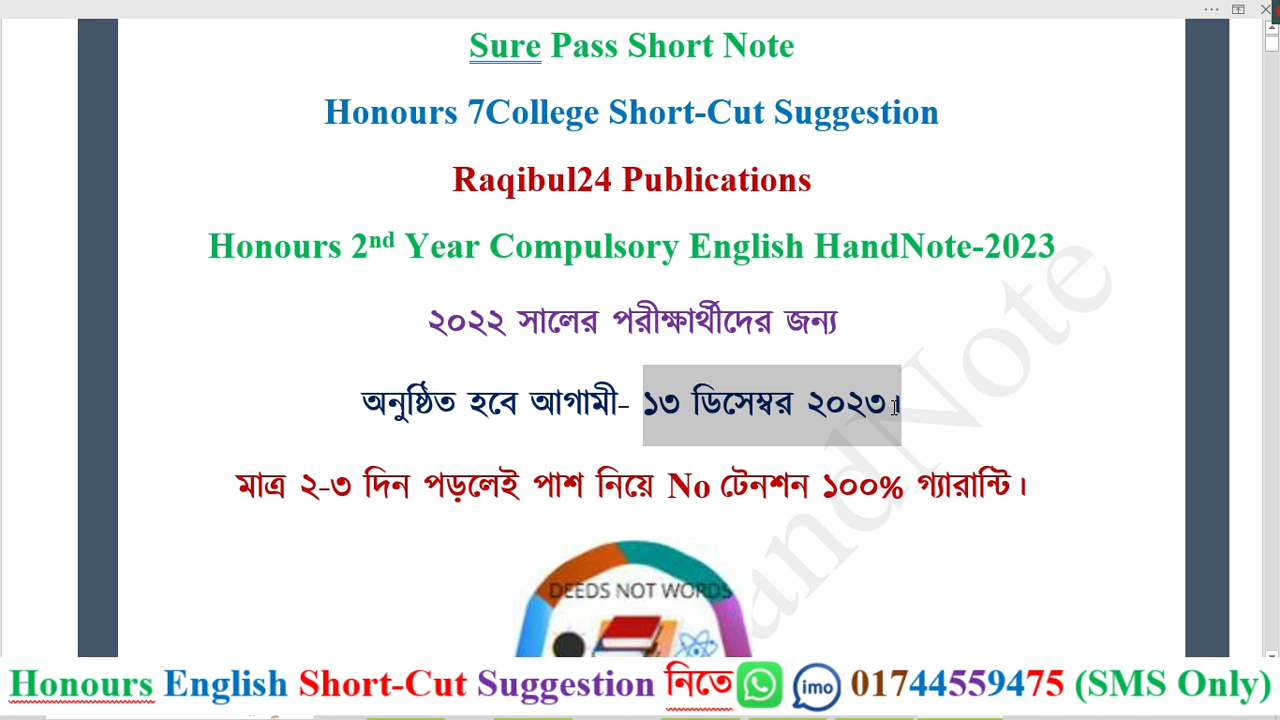 Sure Pass Short Note
Honours 7College Short-Cut Suggestion
Raqibul24 Publications
Honours 2nd Year Compulsory English HandNote-2023
২০২২ সালের পরীক্ষার্থীদের জন্য
অনুষ্ঠিত হবে আগামী- ১৩ ডিসেম্বর ২০২৩।
মাত্র ২-৩ দিন পড়লেই পাশ নিয়ে No টেনশন ১০০% গ্যারান্টি।
andNote
DEEDS NOT WORDS
Honours English Short-Cut Suggestion নিতে imo 01744559475 (SMS Only)